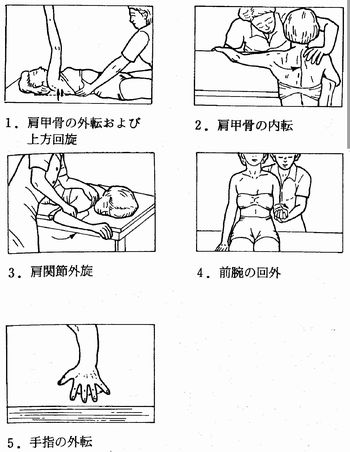 1. 肩甲骨の外転および
上方回旋
2. 肩甲骨の内転
3. 肩関節外旋
4. 前腕の回外
5. 手指の外転